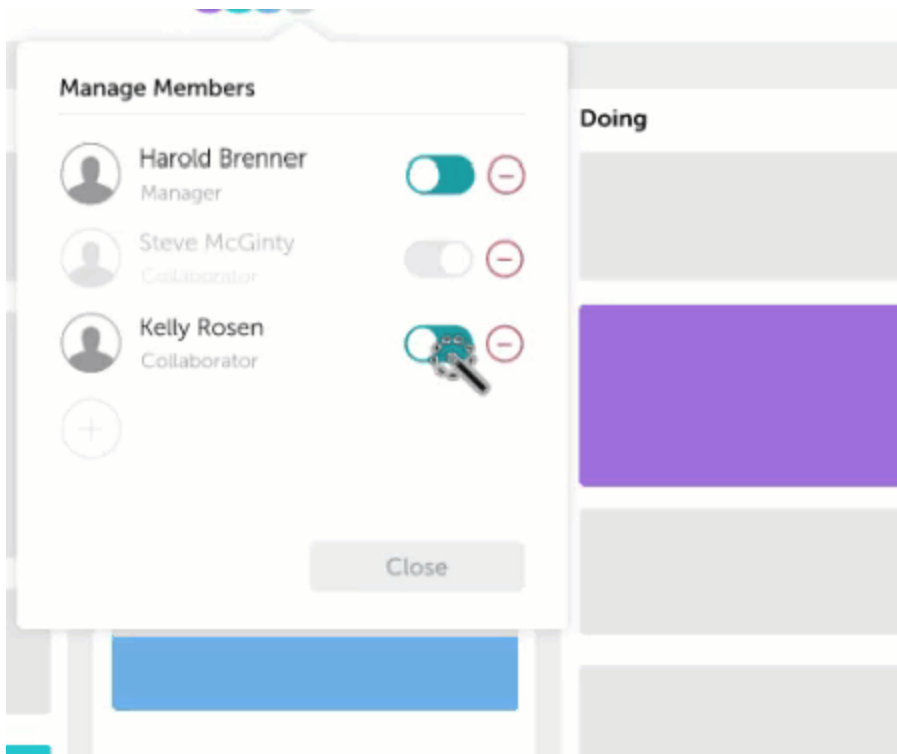 Manage Members
Doing
Harold Brenner
Manager
Steve McGinty
Collaborator
Kelly Rosen
Collaborator
Close